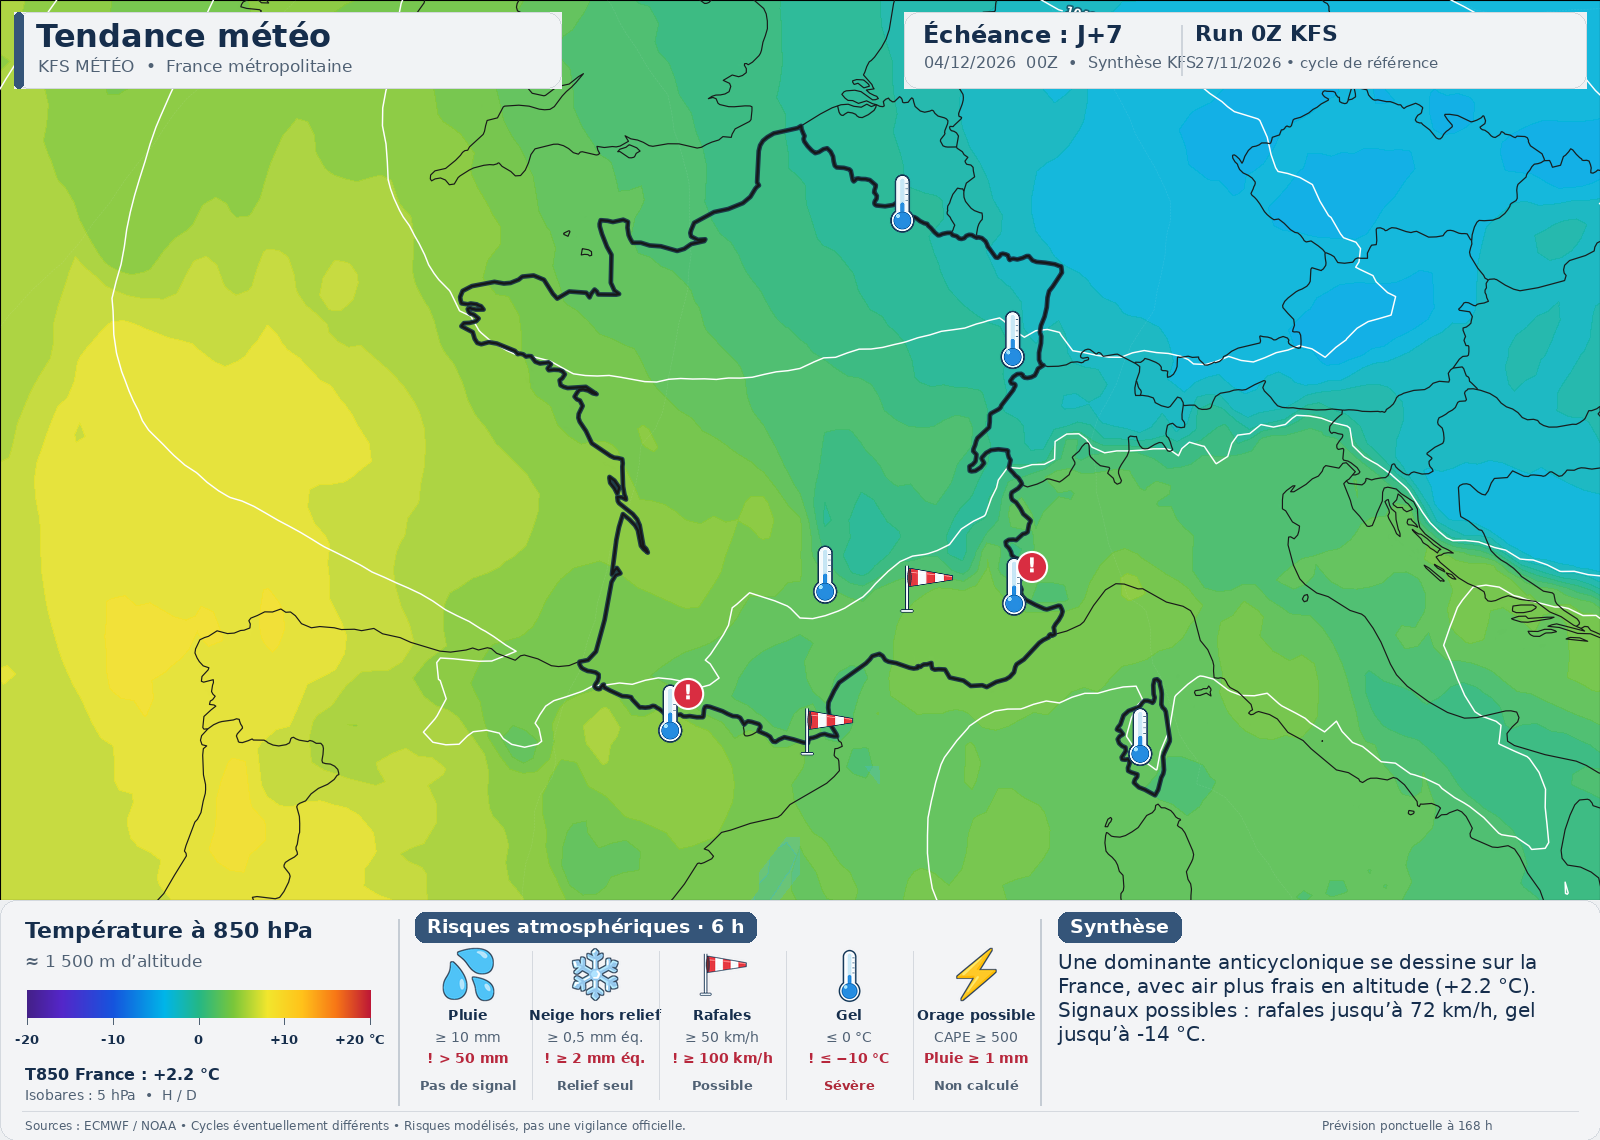 Tendance météo
KFS MÉTÉO • France métropolitaine
Échéance : J+7
04/12/2026 00Z • Synthèse KFS
Run 0Z KFS
27/11/2026 • cycle de référence
!
!
Température à 850 hPa
≈ 1 500 m d’altitude
-20 -10 0 +10 +20 °C
T850 France : +2.2 °C
Isobares : 5 hPa • H / D
Risques atmosphériques · 6 h
Pluie
≥ 10 mm
! > 50 mm
Pas de signal
Neige hors relief
≥ 0,5 mm éq.
! ≥ 2 mm éq.
Relief seul
Rafales
≥ 50 km/h
! ≥ 100 km/h
Possible
Gel
≤ 0 °C
! ≤ −10 °C
Sévère
Orage possible
CAPE ≥ 500
Pluie ≥ 1 mm
Non calculé
Synthèse
Une dominante anticyclonique se dessine sur la
France, avec air plus frais en altitude (+2.2 °C).
Signaux possibles : rafales jusqu’à 72 km/h, gel
jusqu’à -14 °C.
Sources : ECMWF / NOAA • Cycles éventuellement différents • Risques modélisés, pas une vigilance officielle.
Prévision ponctuelle à 168 h